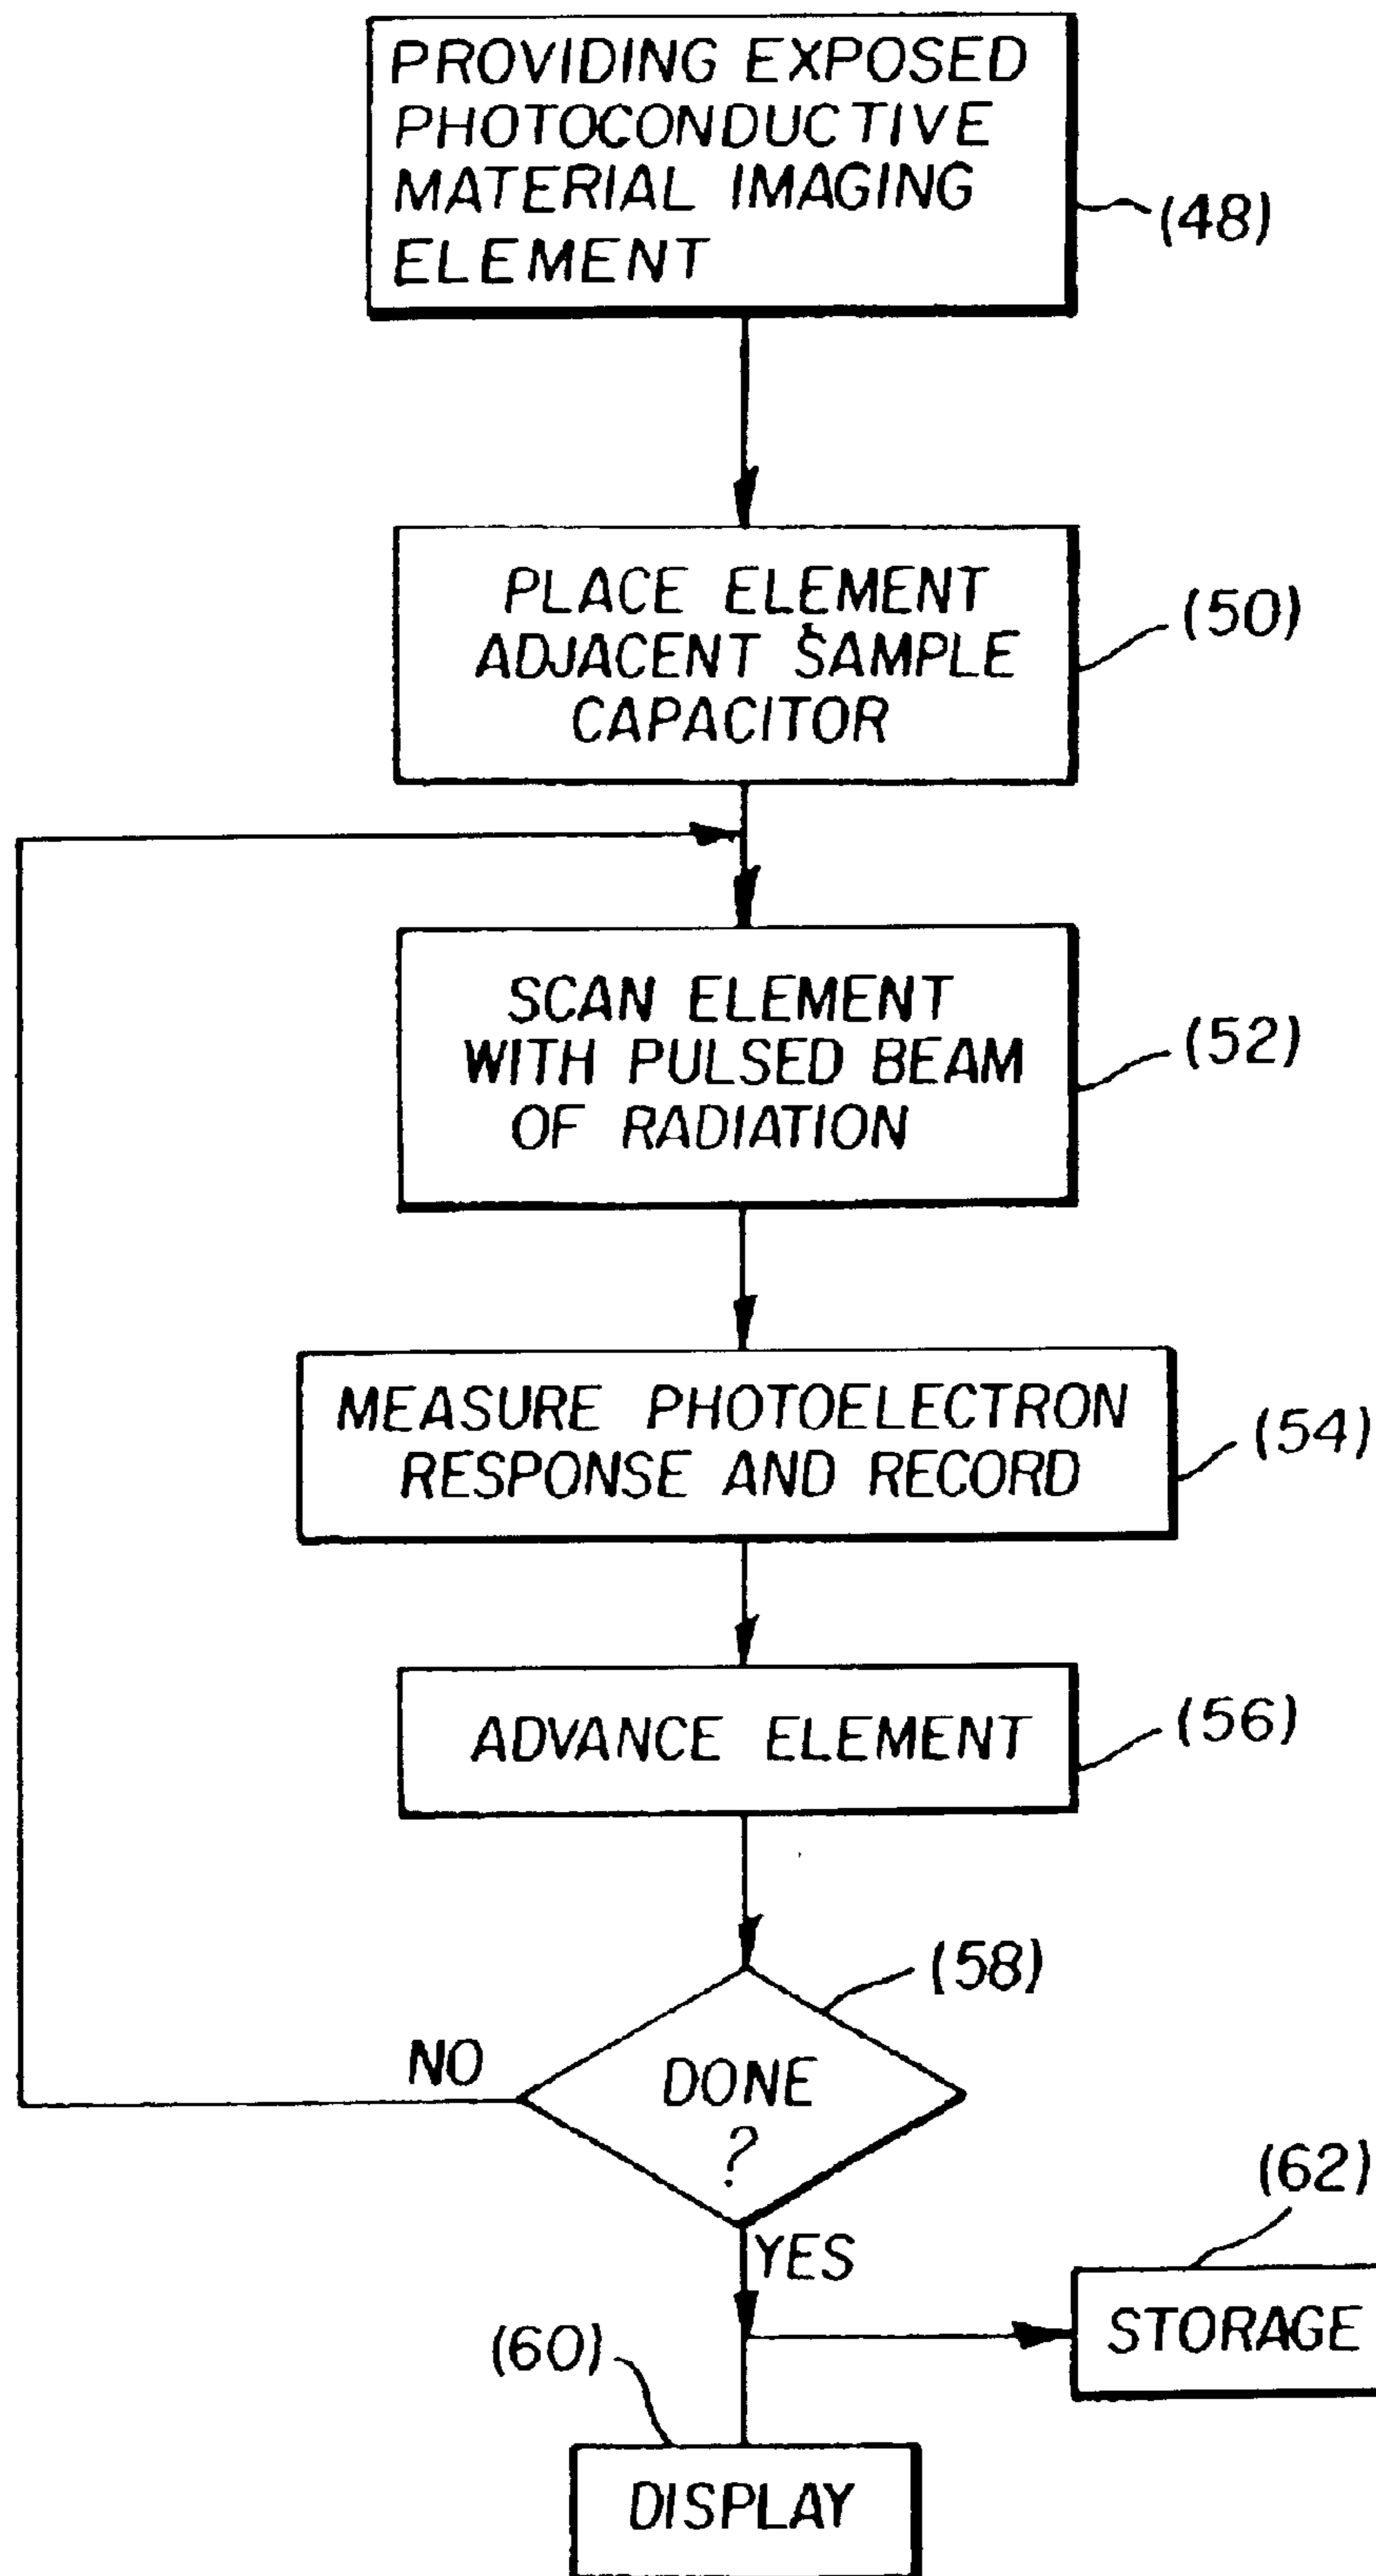 PROVIDING EXPOSED
PHOTOCONDUCTIVE
MATERIAL IMAGING
ELEMENT
(48)
PLACE ELEMENT
ADJACENT SAMPLE
CAPACITOR
(50)
SCAN ELEMENT
WITH PULSED BEAM
OF RADIATION
(52)
MEASURE PHOTOELECTRON
RESPONSE AND RECORD
(54)
ADVANCE ELEMENT
(56)
(58)
NO
DONE
?
YES
(62)
STORAGE
(60)
DISPLAY